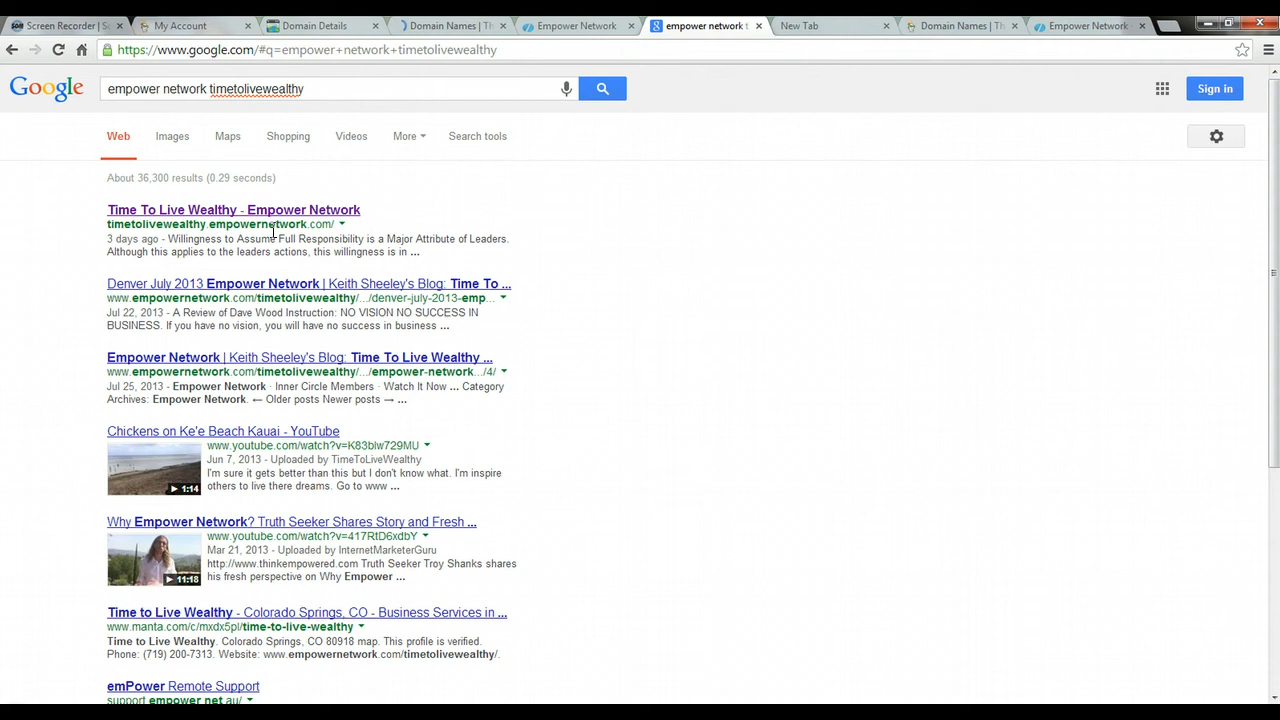 Screen Recorder | S
My Account
Domain Details
Domain Names | Th
Empower Network
empower network t
New Tab
Domain Names | Th
Empower Network
https://www.google.com/#q=empower+network+timetolivewealthy
Google
empower network timetolivewealthy
Sign in
Web Images Maps Shopping Videos More Search tools
About 36,300 results (0.29 seconds)
Time To Live Wealthy - Empower Network
timetolivewealthy.empowernetwork.com/
3 days ago - Willingness to Assume Full Responsibility is a Major Attribute of Leaders.
Although this applies to the leaders actions, this willingness is in ...
Denver July 2013 Empower Network | Keith Sheeley's Blog: Time To ...
www.empowernetwork.com/timetolivewealthy/.../denver-july-2013-emp...
Jul 22, 2013 - A Review of Dave Wood Instruction: NO VISION NO SUCCESS IN
BUSINESS. If you have no vision, you will have no success in business ...
Empower Network | Keith Sheeley's Blog: Time To Live Wealthy ...
www.empowernetwork.com/timetolivewealthy/.../empower-network.../4/
Jul 25, 2013 - Empower Network · Inner Circle Members · Watch It Now ... Category
Archives: Empower Network. ← Older posts Newer posts → ...
Chickens on Ke'e Beach Kauai - YouTube
www.youtube.com/watch?v=K83blw729MU
Jun 7, 2013 - Uploaded by TimeToLiveWealthy
I'm sure it gets better than this but I don't know what. I'm inspire
others to live there dreams. Go to www ...
1:14
Why Empower Network? Truth Seeker Shares Story and Fresh ...
www.youtube.com/watch?v=417RtD6xdbY
Mar 21, 2013 - Uploaded by InternetMarketerGuru
http://www.thinkempowered.com Truth Seeker Troy Shanks shares
his fresh perspective on Why Empower ...
11:18
Time to Live Wealthy - Colorado Springs, CO - Business Services in ...
www.manta.com/c/mxdx5pl/time-to-live-wealthy
Time to Live Wealthy. Colorado Springs, CO 80918 map. This profile is verified.
Phone: (719) 200-7313. Website: www.empowernetwork.com/timetolivewealthy/.
emPower Remote Support
support.empower.net.au/